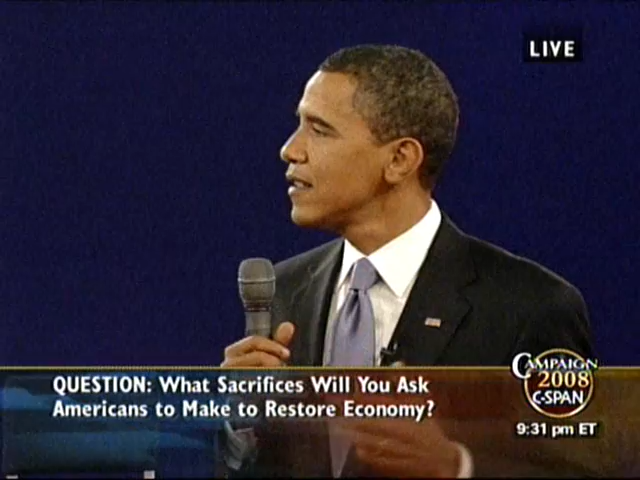 LIVE
QUESTION: What Sacrifices Will You Ask
Americans to Make to Restore Economy?
CAMPAIGN
2008
C-SPAN
9:31 pm ET